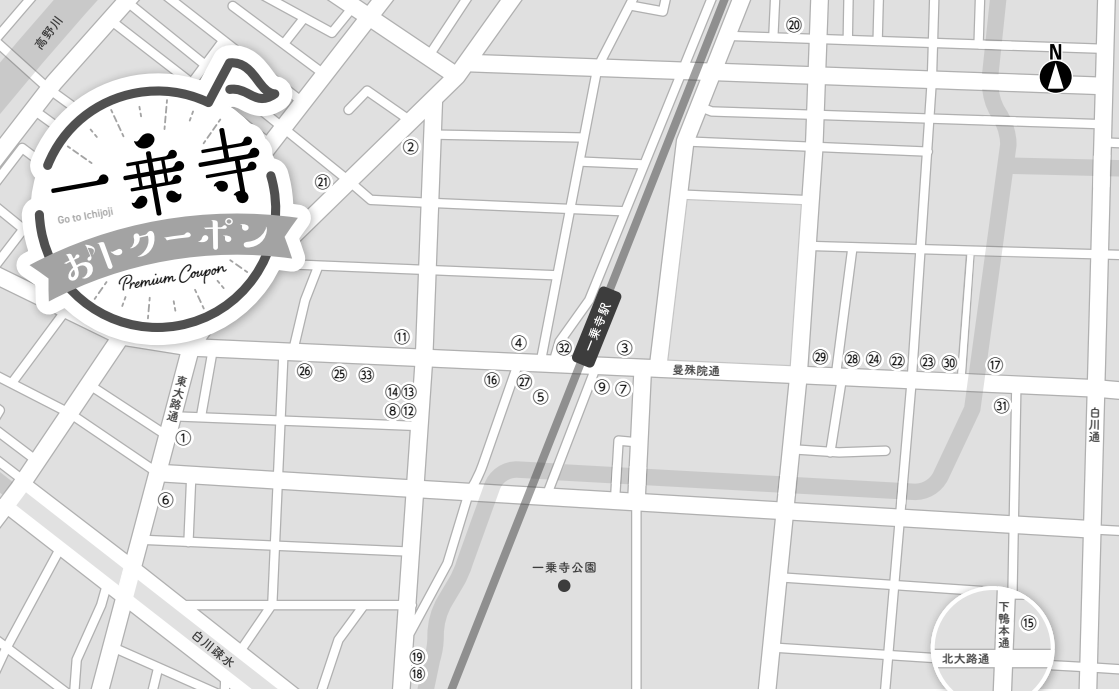 高野川
N
⑳
②
㉑
一乗寺
Go to Ichijoji
おトクーポン
Premium Coupon
一乗寺駅
⑪
④
㉜
③
㉙
㉘
㉔
㉒
㉓
㉚
⑰
曼殊院通
㉖
㉕
㉝
⑯
㉗
⑨
⑦
⑤
⑭
⑬
⑧
⑫
㉛
東大路通
白川通
①
⑥
一乗寺公園
白川疏水
下鴨本通
⑮
北大路通
⑲
⑱